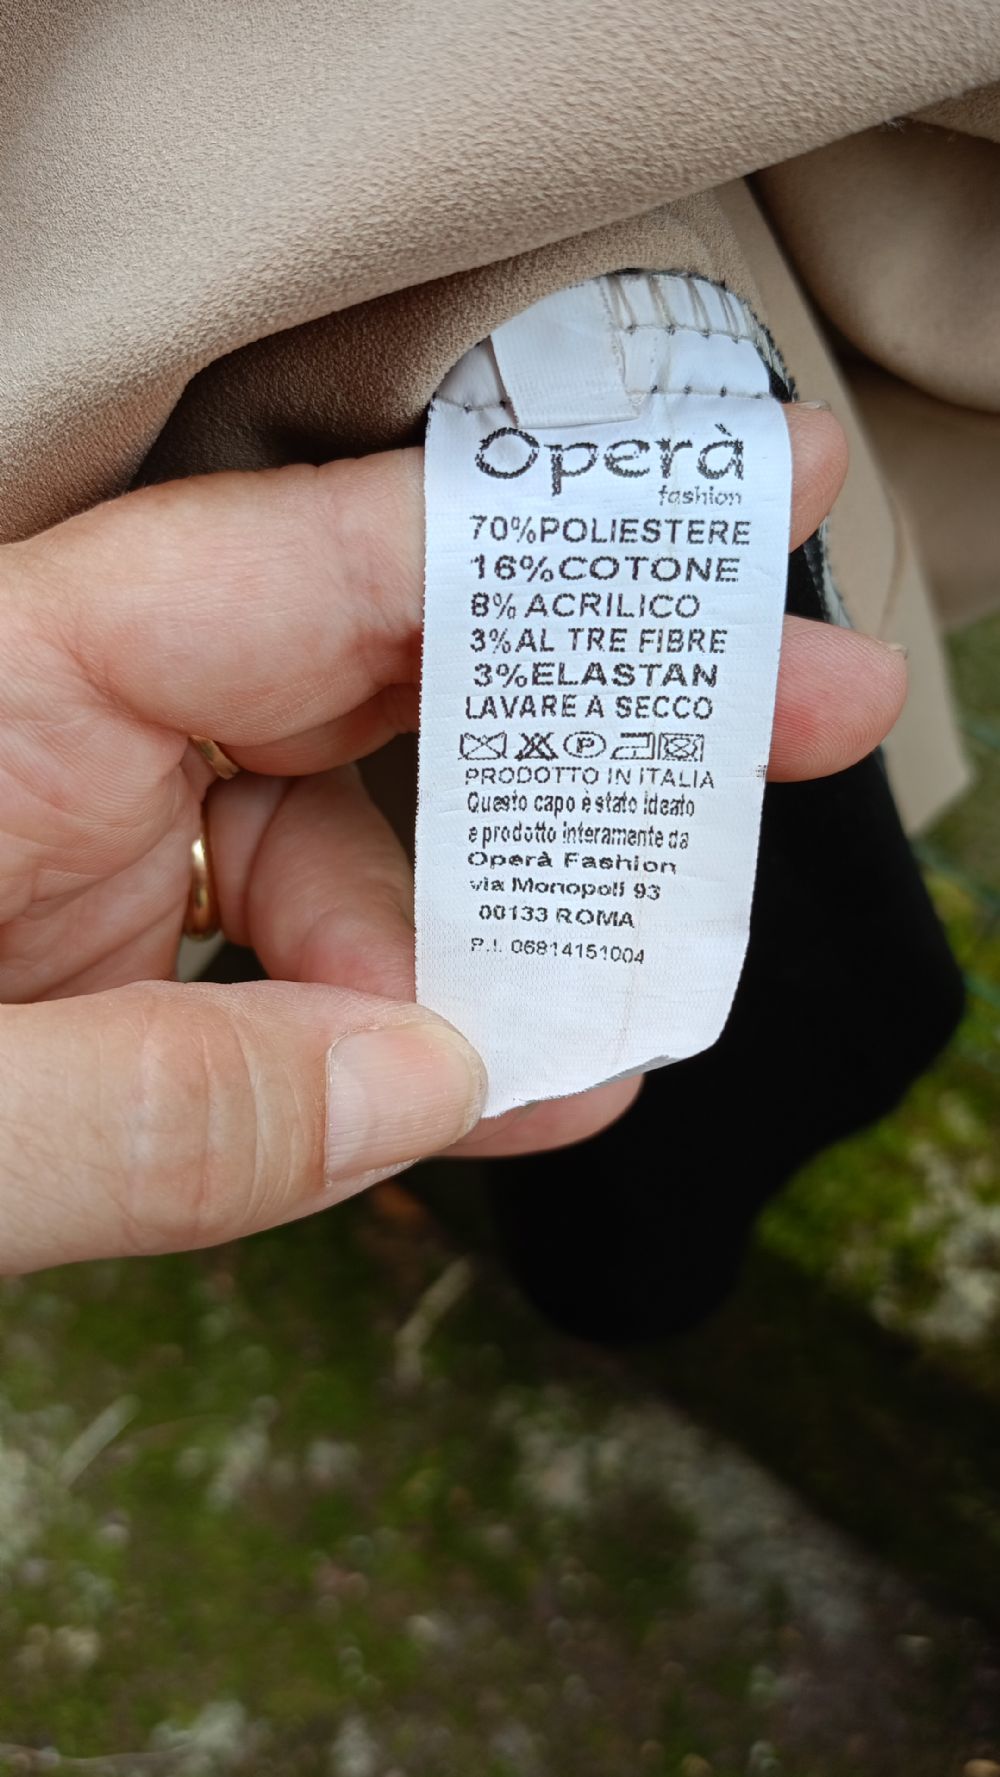 Operà
fashion
70%POLIESTERE
16%COTONE
8% ACRILICO
3%AL TRE FIBRE
3%ELASTAN
LAVARE A SECCO
P
PRODOTTO IN ITALIA
Questo capo è stato ideato
e prodotto interamente da
Operà Fashion
via Monopoli 93
00133 ROMA
P.I. 06814151004